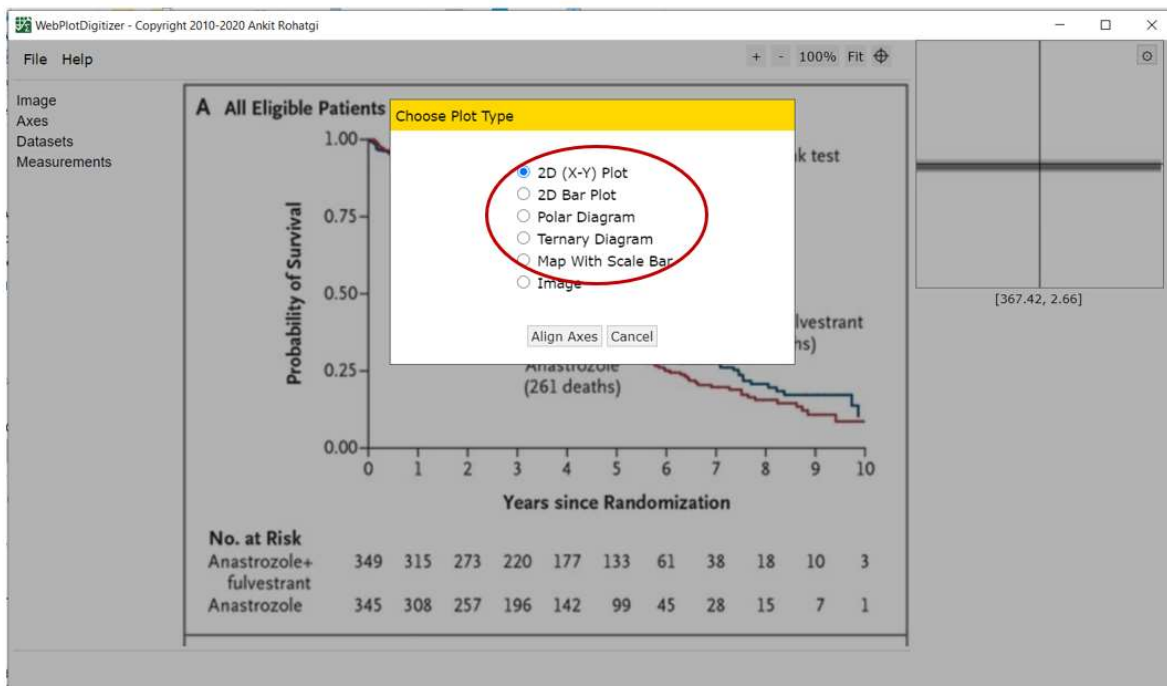 WebPlotDigitizer - Copyright 2010-2020 Ankit Rohatgi
File Help
+ - 100% Fit
Image
Axes
Datasets
Measurements
A All Eligible Patients
Choose Plot Type
2D (X-Y) Plot
2D Bar Plot
Polar Diagram
Ternary Diagram
Map With Scale Bar
Image
Align Axes Cancel
test
[367.42, 2.66]
Probability of Survival
1.00
0.75
0.50
0.25
0.00
Anastrozole
(261 deaths)
0 1 2 3 4 5 6 7 8 9 10
Years since Randomization
No. at Risk
Anastrozole+ 349 315 273 220 177 133 61 38 18 10 3
fulvestrant
Anastrozole 345 308 257 196 142 99 45 28 15 7 1